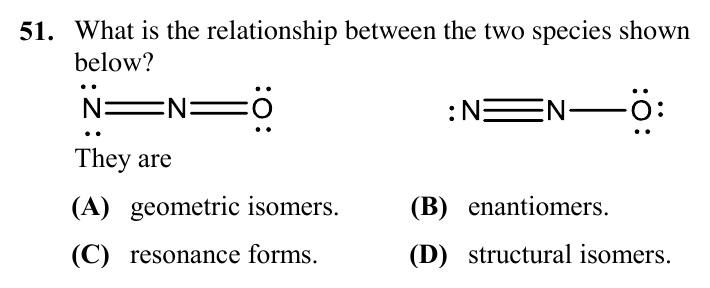 51. What is the relationship between the two species shown
below?
N=N=O :N≡N—O:
They are
(A) geometric isomers. (B) enantiomers.
(C) resonance forms. (D) structural isomers.